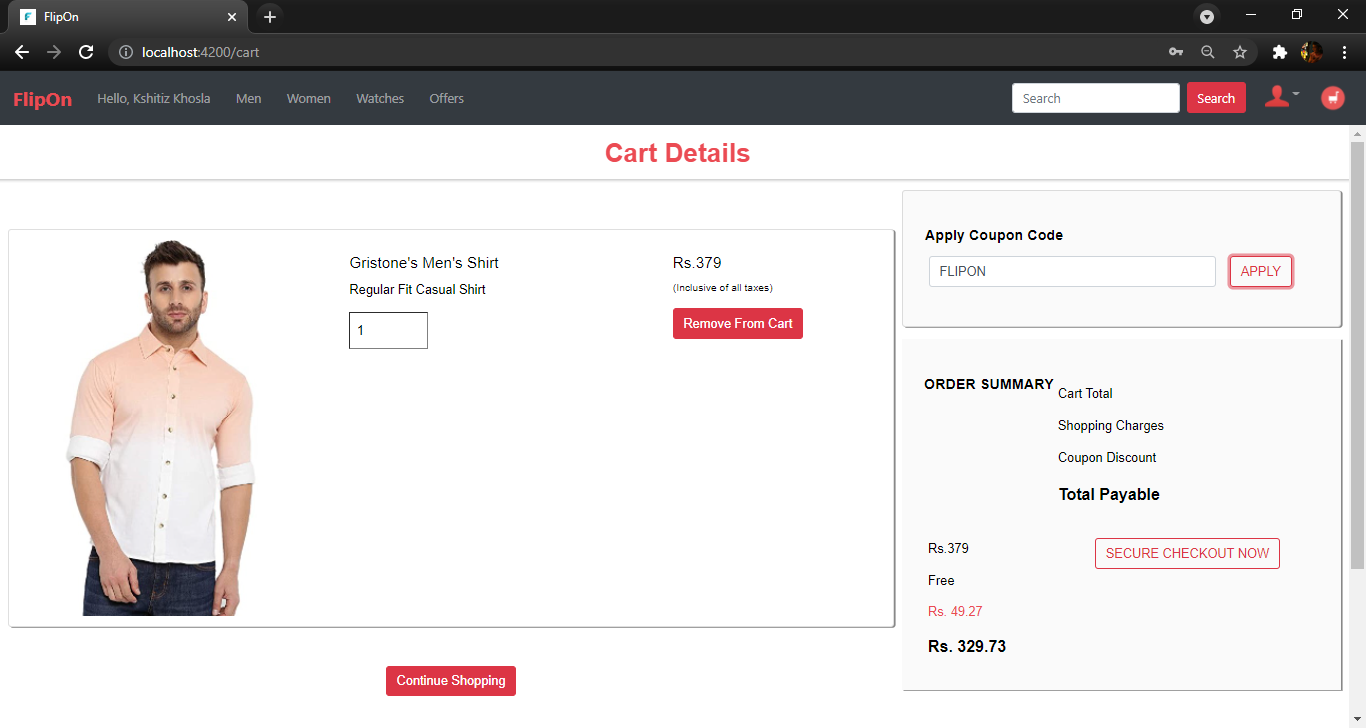 FlipOn
localhost:4200/cart
FlipOn Hello, Kshitiz Khosla Men Women Watches Offers Search Search
Cart Details
Gristone's Men's Shirt
Regular Fit Casual Shirt
1
Rs.379
(Inclusive of all taxes)
Remove From Cart
Continue Shopping
Apply Coupon Code
FLIPON APPLY
ORDER SUMMARY
Cart Total
Shopping Charges
Coupon Discount
Total Payable
Rs.379
Free
Rs. 49.27
Rs. 329.73
SECURE CHECKOUT NOW